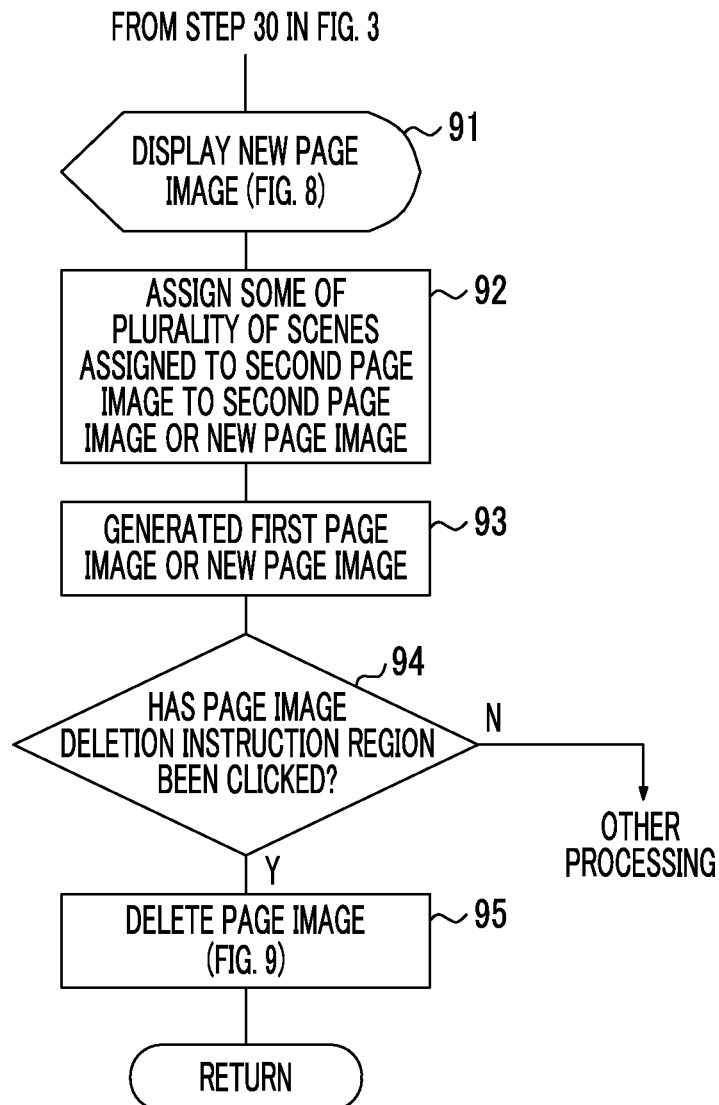 FROM STEP 30 IN FIG. 3
91
DISPLAY NEW PAGE
IMAGE (FIG. 8)
92
ASSIGN SOME OF
PLURALITY OF SCENES
ASSIGNED TO SECOND PAGE
IMAGE TO SECOND PAGE
IMAGE OR NEW PAGE IMAGE
93
GENERATED FIRST PAGE
IMAGE OR NEW PAGE IMAGE
94
HAS PAGE IMAGE
DELETION INSTRUCTION REGION
BEEN CLICKED?
N
OTHER
PROCESSING
Y
95
DELETE PAGE IMAGE
(FIG. 9)
RETURN